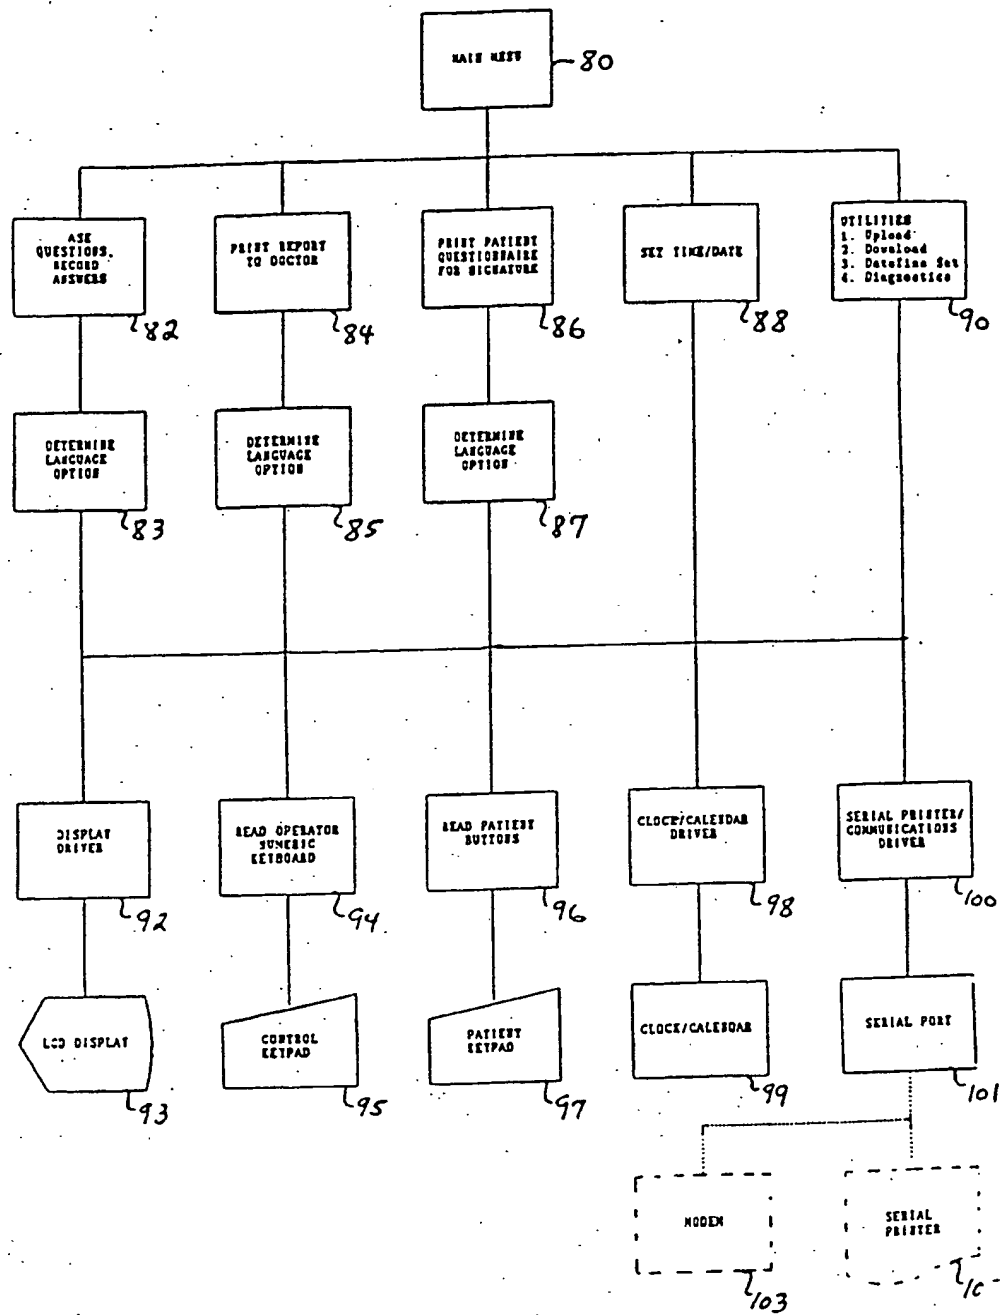 MAIN MENU
80
ASK
QUESTIONS,
RECORD
ANSWERS
82
PRINT REPORT
TO DOCTOR
84
PRINT PATIENT
QUESTIONNAIRE
FOR SIGNATURE
86
SET TIME/DATE
88
UTILITIES
1. Upload
2. Download
3. Datefine Set
4. Diagnostics
90
DETERMINE
LANGUAGE
OPTION
83
DETERMINE
LANGUAGE
OPTION
85
DETERMINE
LANGUAGE
OPTION
87
DISPLAY
DRIVER
92
READ OPERATOR
NUMERIC
KEYBOARD
94
READ PATIENT
BUTTONS
96
CLOCK/CALENDAR
DRIVER
98
SERIAL PRINTER/
COMMUNICATIONS
DRIVER
100
LCD DISPLAY
93
CONTROL
KEYPAD
95
PATIENT
KEYPAD
97
CLOCK/CALENDAR
99
SERIAL PORT
101
MODEM
103
SERIAL
PRINTER